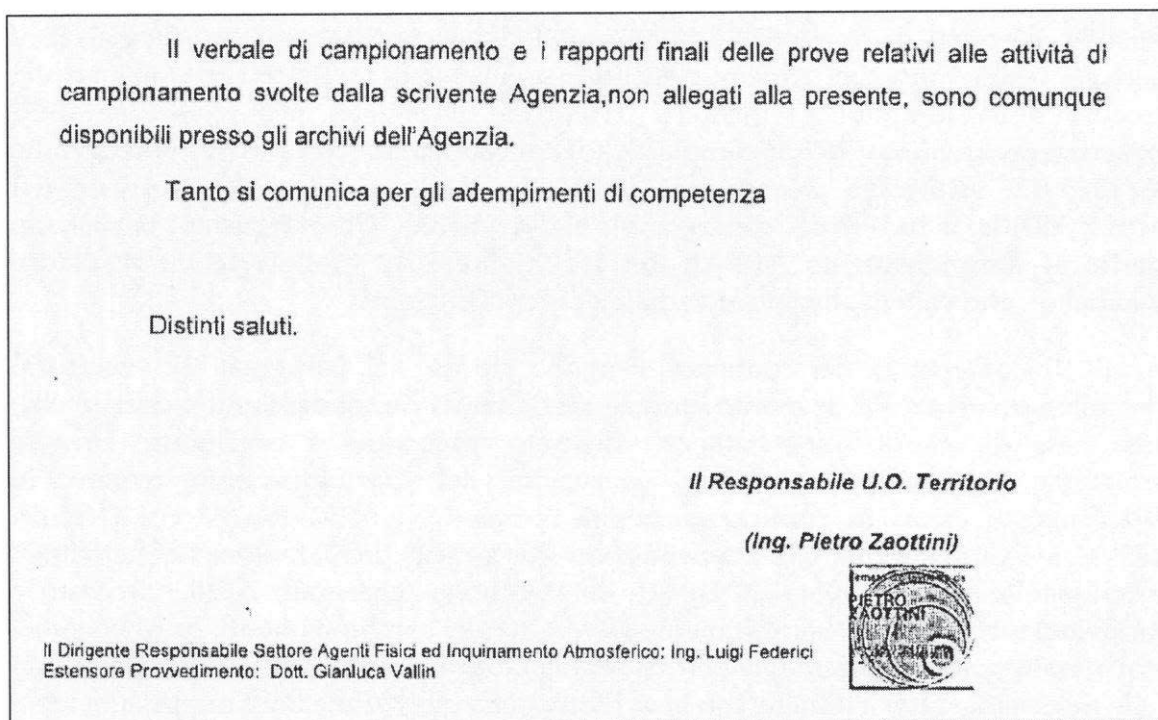 Il verbale di campionamento e i rapporti finali delle prove relativi alle attività di
campionamento svolte dalla scrivente Agenzia,non allegati alla presente, sono comunque
disponibili presso gli archivi dell'Agenzia.
Tanto si comunica per gli adempimenti di competenza
Distinti saluti.
Il Responsabile U.O. Territorio
(Ing. Pietro Zaottini)
PIETRO
ZAOTTINI
Il Dirigente Responsabile Settore Agenti Fisici ed Inquinamento Atmosferico: Ing. Luigi Federici
Estensore Provvedimento: Dott. Gianluca Vallin